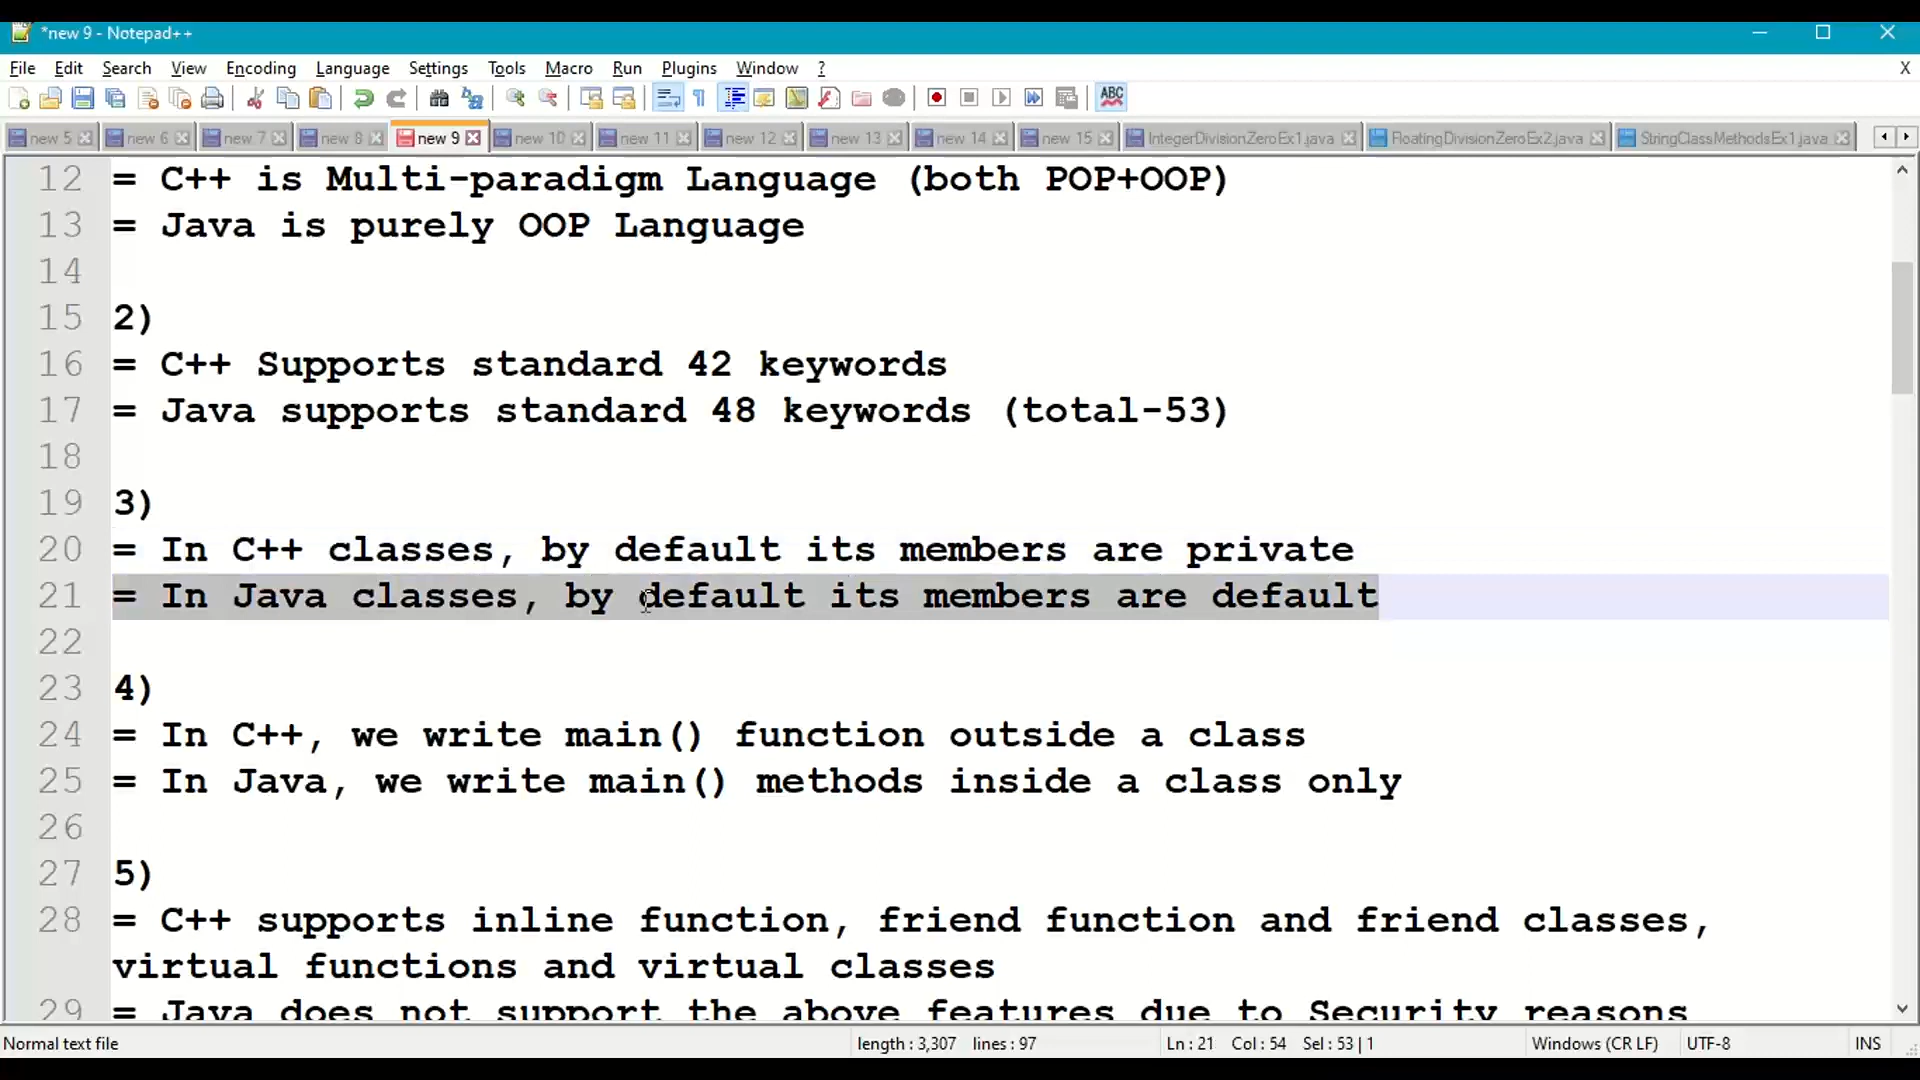 *new 9 - Notepad++
File Edit Search View Encoding Language Settings Tools Macro Run Plugins Window ? X
ABC
new 5 new 6 new 7 new 8 new 9 new 10 new 11 new 12 new 13 new 14 new 15 IntegerDivisionZeroEx1.java FloatingDivisionZeroEx2.java StringClassMethodsEx1.java
12 = C++ is Multi-paradigm Language (both POP+OOP)
13 = Java is purely OOP Language
14
15 2)
16 = C++ Supports standard 42 keywords
17 = Java supports standard 48 keywords (total-53)
18
19 3)
20 = In C++ classes, by default its members are private
21 = In Java classes, by default its members are default
22
23 4)
24 = In C++, we write main() function outside a class
25 = In Java, we write main() methods inside a class only
26
27 5)
28 = C++ supports inline function, friend function and friend classes,
virtual functions and virtual classes
29 = Java does not support the above features due to Security reasons
Normal text file length : 3,307 lines : 97 Ln : 21 Col : 54 Sel : 53 | 1 Windows (CR LF) UTF-8 INS